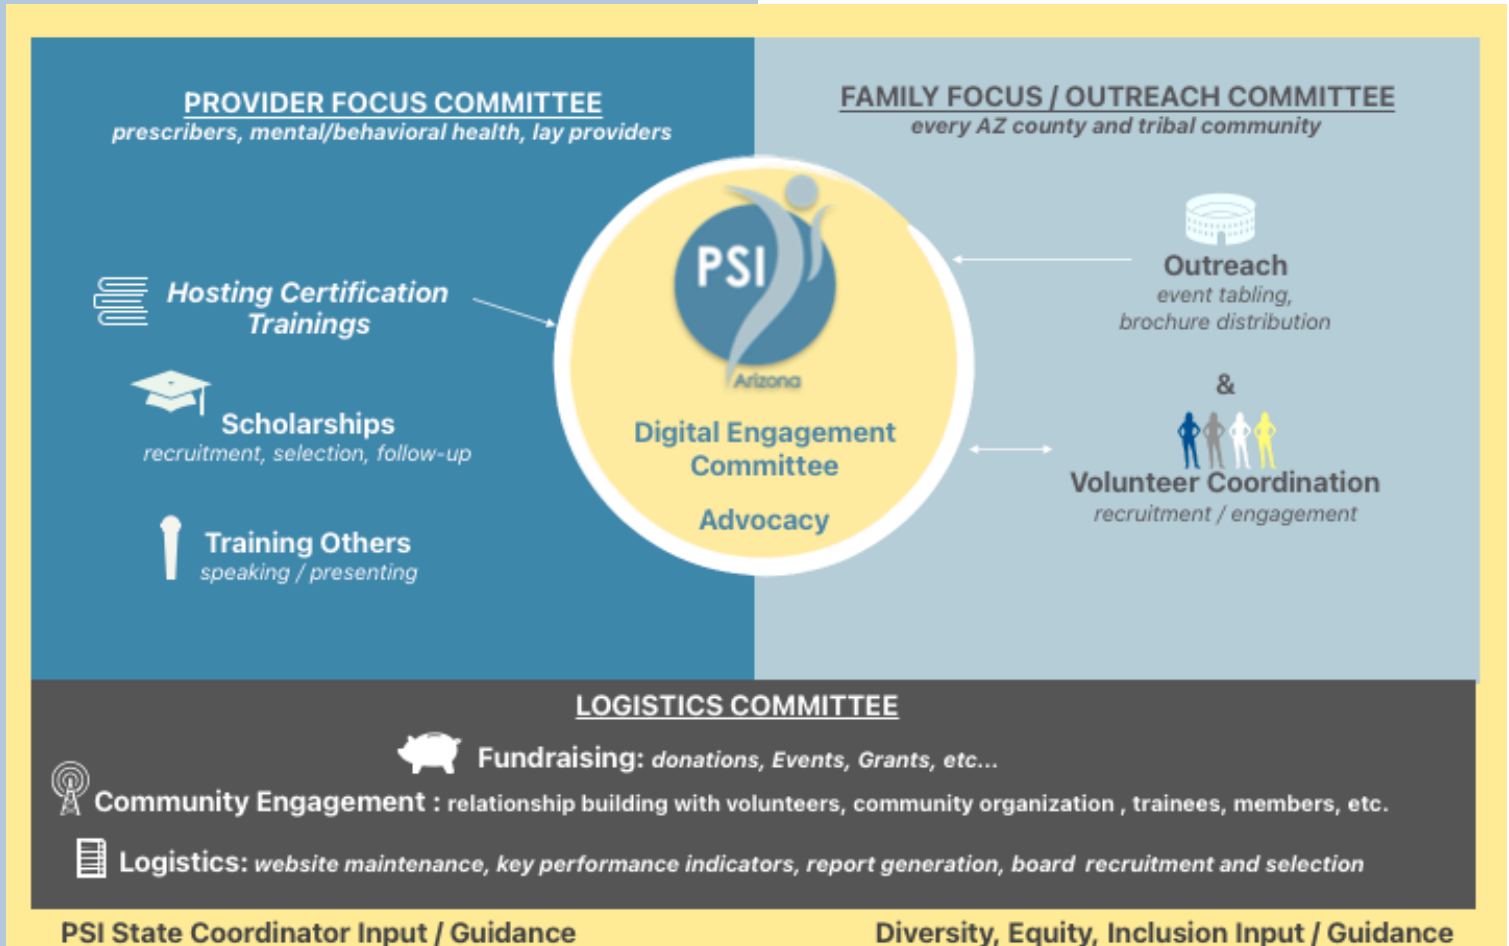 PROVIDER FOCUS COMMITTEE
prescribers, mental/behavioral health, lay providers
Hosting Certification
Trainings
Scholarships
recruitment, selection, follow-up
Training Others
speaking / presenting
PSI
Arizona
Digital Engagement
Committee
Advocacy
FAMILY FOCUS / OUTREACH COMMITTEE
every AZ county and tribal community
Outreach
event tabling,
brochure distribution
&
Volunteer Coordination
recruitment / engagement
LOGISTICS COMMITTEE
Fundraising: donations, Events, Grants, etc...
Community Engagement : relationship building with volunteers, community organization , trainees, members, etc.
Logistics: website maintenance, key performance indicators, report generation, board recruitment and selection
PSI State Coordinator Input / Guidance
Diversity, Equity, Inclusion Input / Guidance